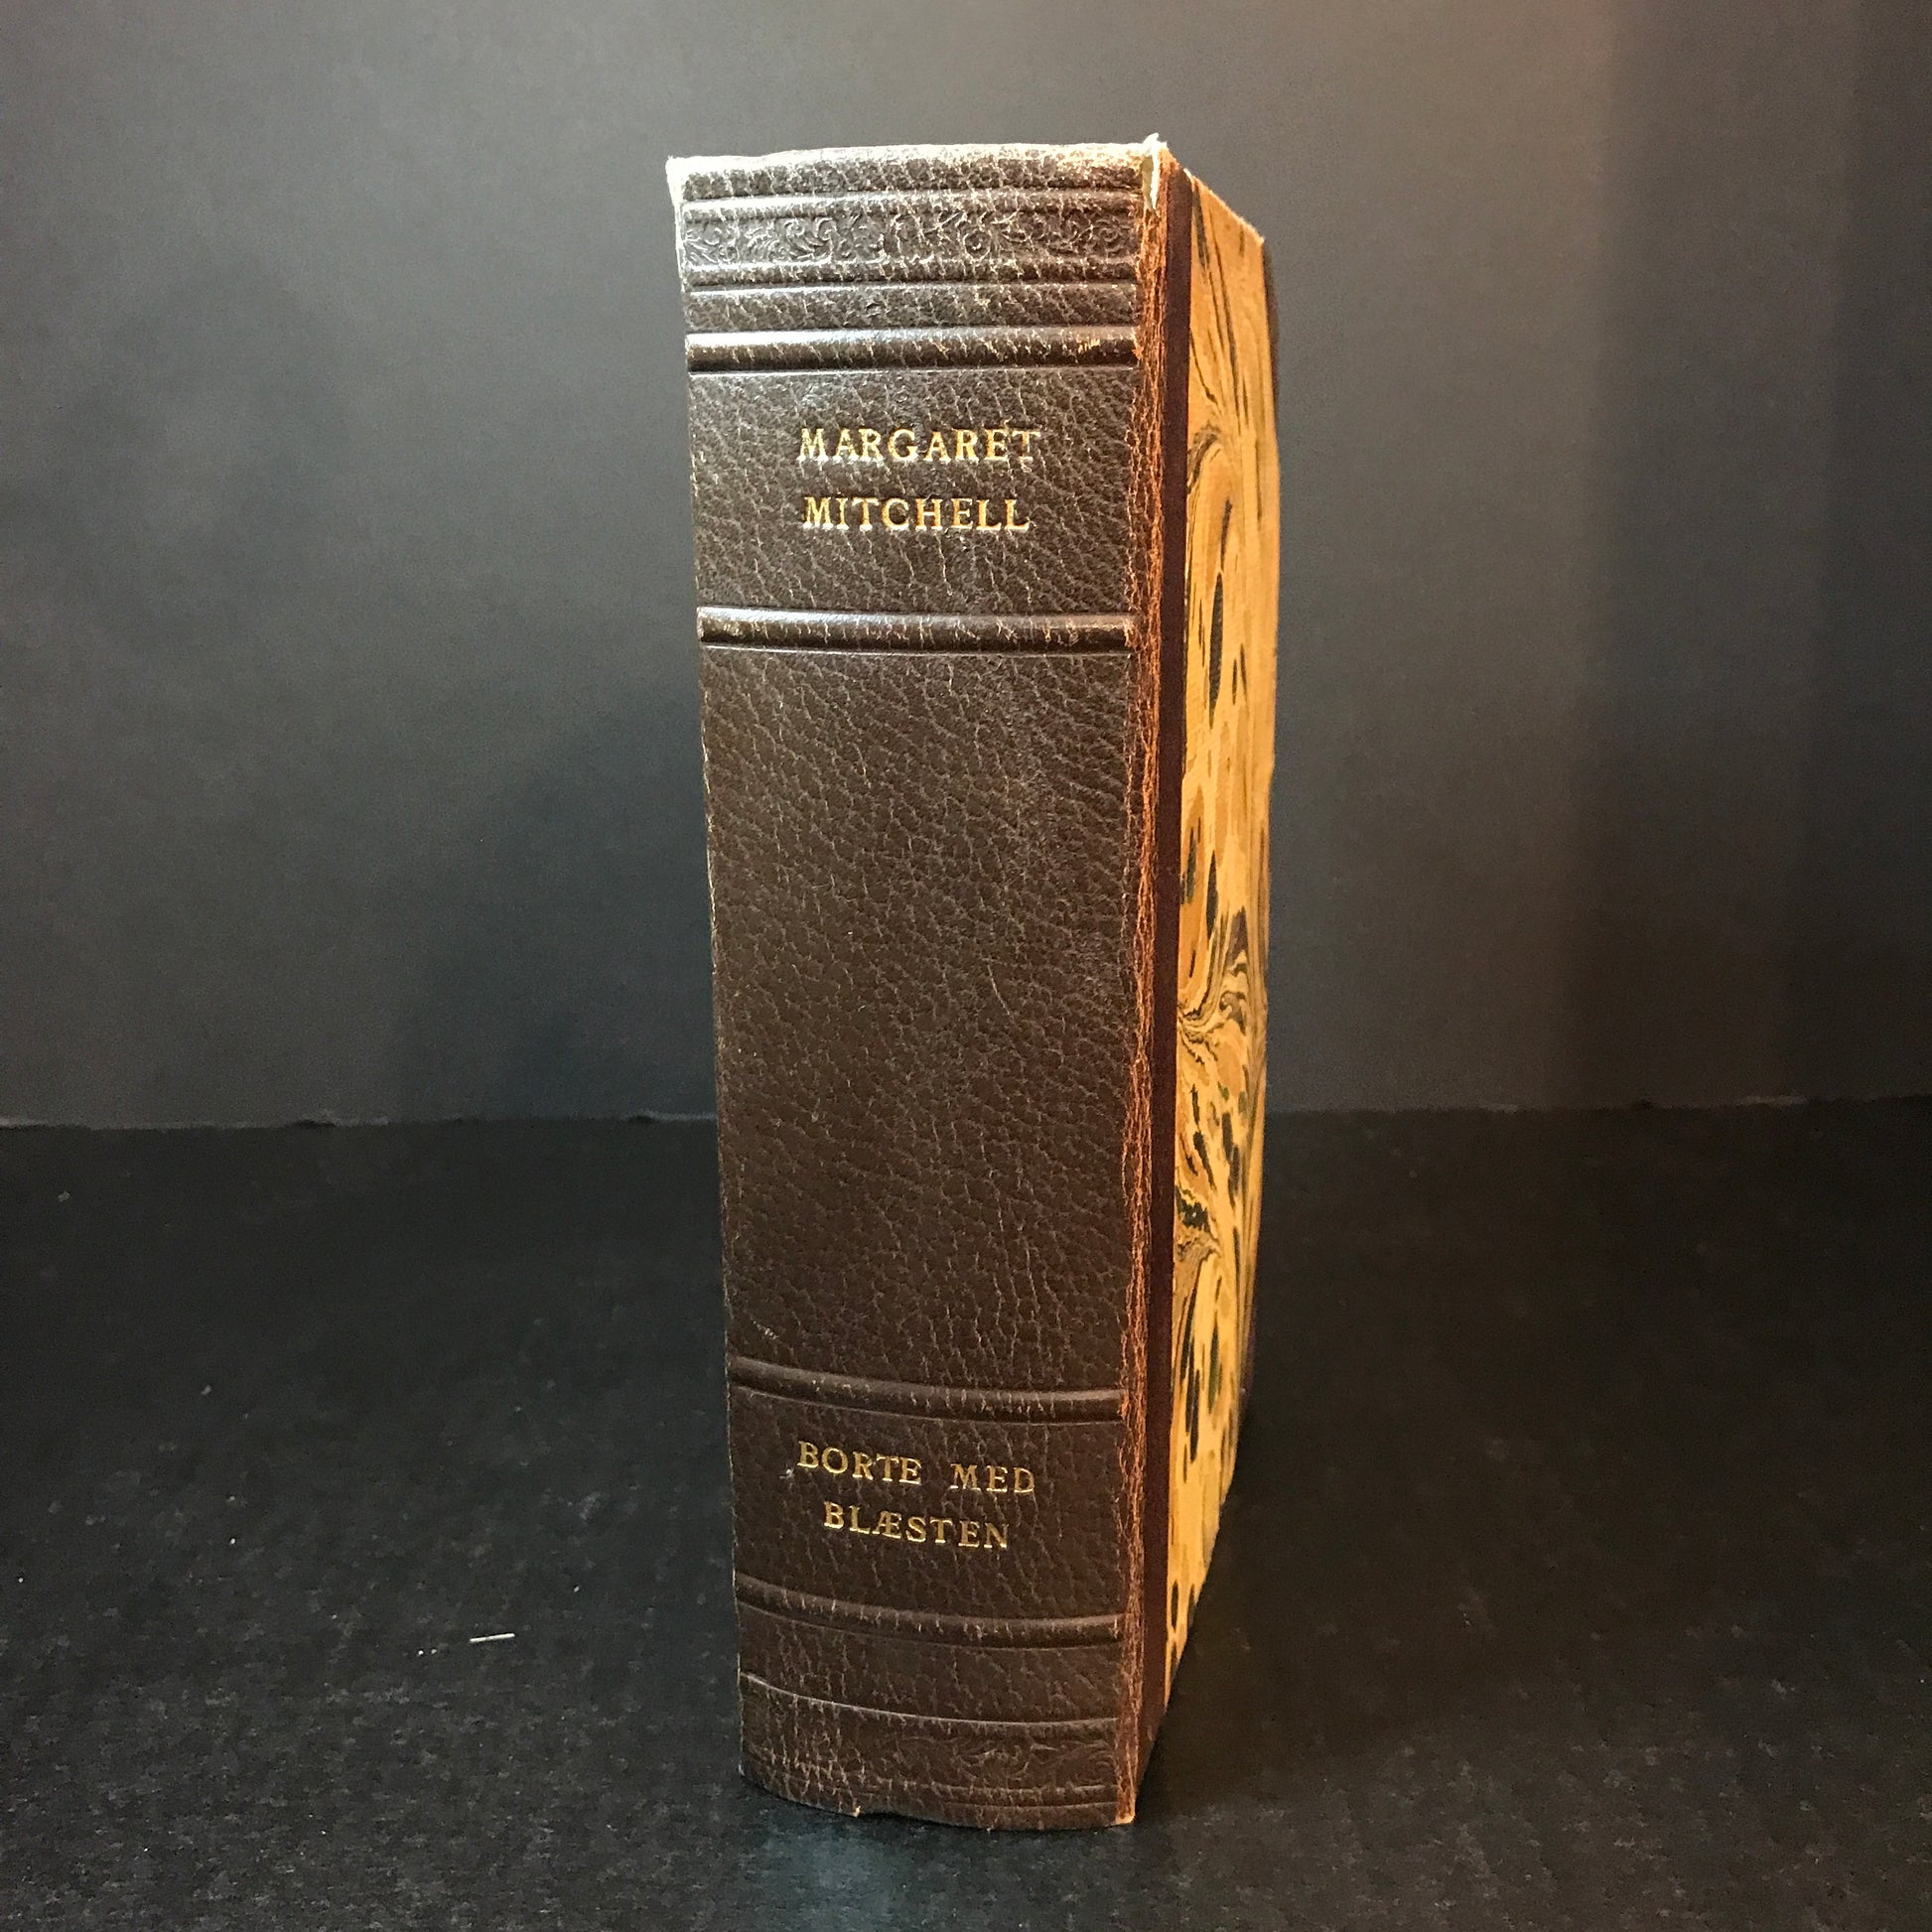 MARGARET
MITCHELL
BORTE MED
BLÆSTEN